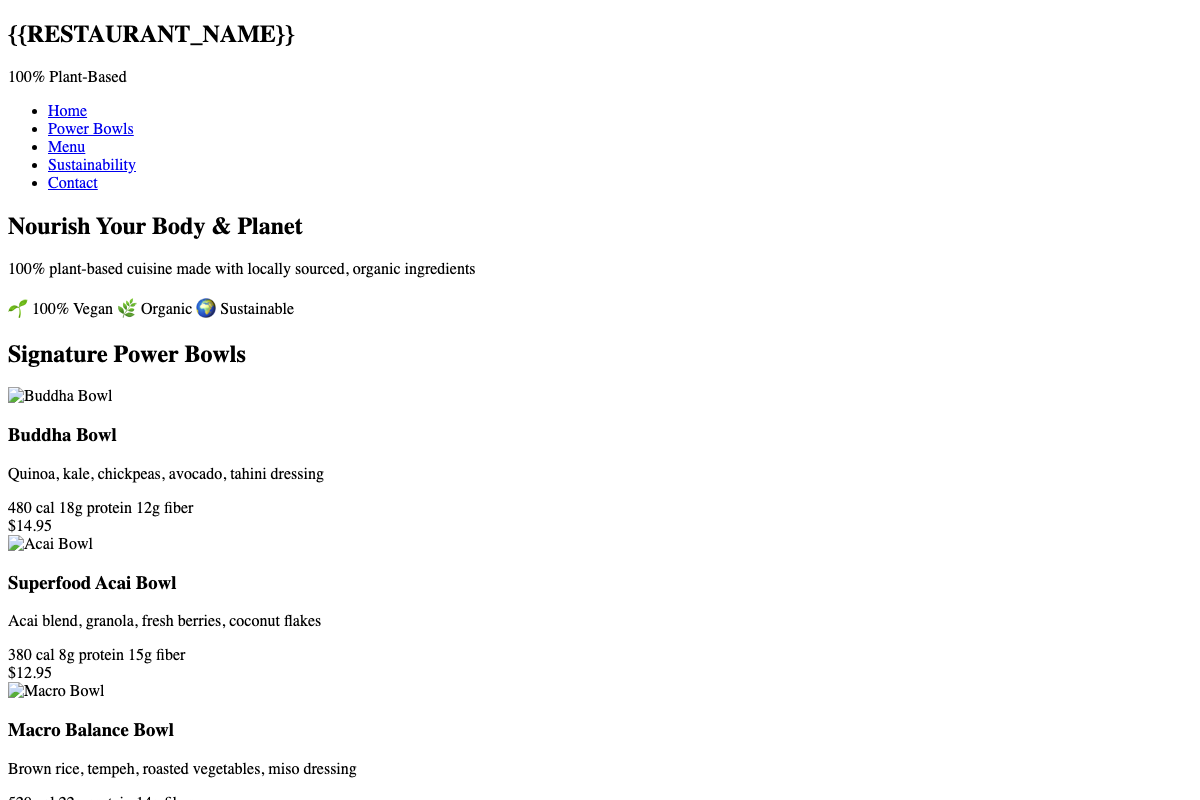 {{RESTAURANT_NAME}}
100% Plant-Based
Home
Power Bowls
Menu
Sustainability
Contact
Nourish Your Body & Planet
100% plant-based cuisine made with locally sourced, organic ingredients
🌱 100% Vegan 🌿 Organic 🌍 Sustainable
Signature Power Bowls
Buddha Bowl
Buddha Bowl
Quinoa, kale, chickpeas, avocado, tahini dressing
480 cal 18g protein 12g fiber
$14.95
Acai Bowl
Superfood Acai Bowl
Acai blend, granola, fresh berries, coconut flakes
380 cal 8g protein 15g fiber
$12.95
Macro Bowl
Macro Balance Bowl
Brown rice, tempeh, roasted vegetables, miso dressing